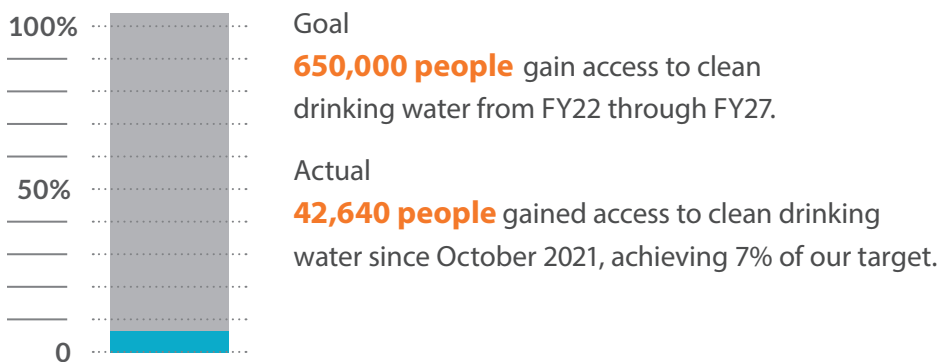 100%
50%
0
Goal
650,000 people gain access to clean
drinking water from FY22 through FY27.
Actual
42,640 people gained access to clean drinking
water since October 2021, achieving 7% of our target.